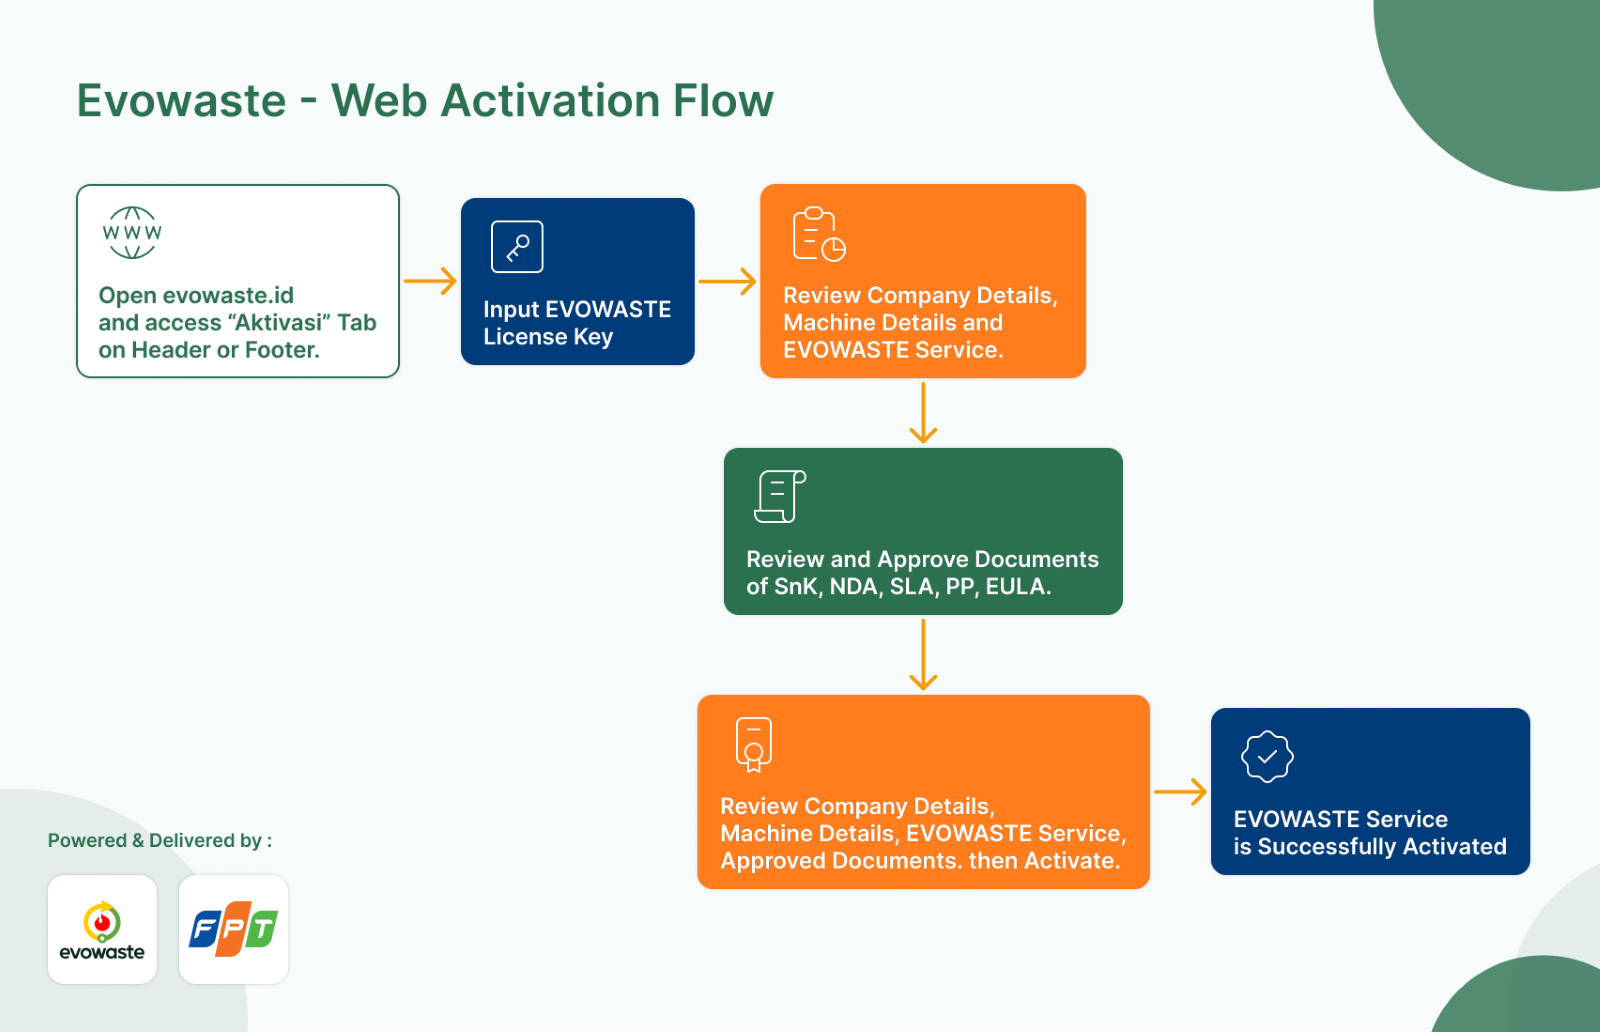 Evowaste - Web Activation Flow
WWW
Open evowaste.id
and access “Aktivasi” Tab
on Header or Footer.
Input EVOWASTE
License Key
Review Company Details,
Machine Details and
EVOWASTE Service.
Review and Approve Documents
of SnK, NDA, SLA, PP, EULA.
Review Company Details,
Machine Details, EVOWASTE Service,
Approved Documents. then Activate.
EVOWASTE Service
is Successfully Activated
Powered & Delivered by :
evowaste
FPT